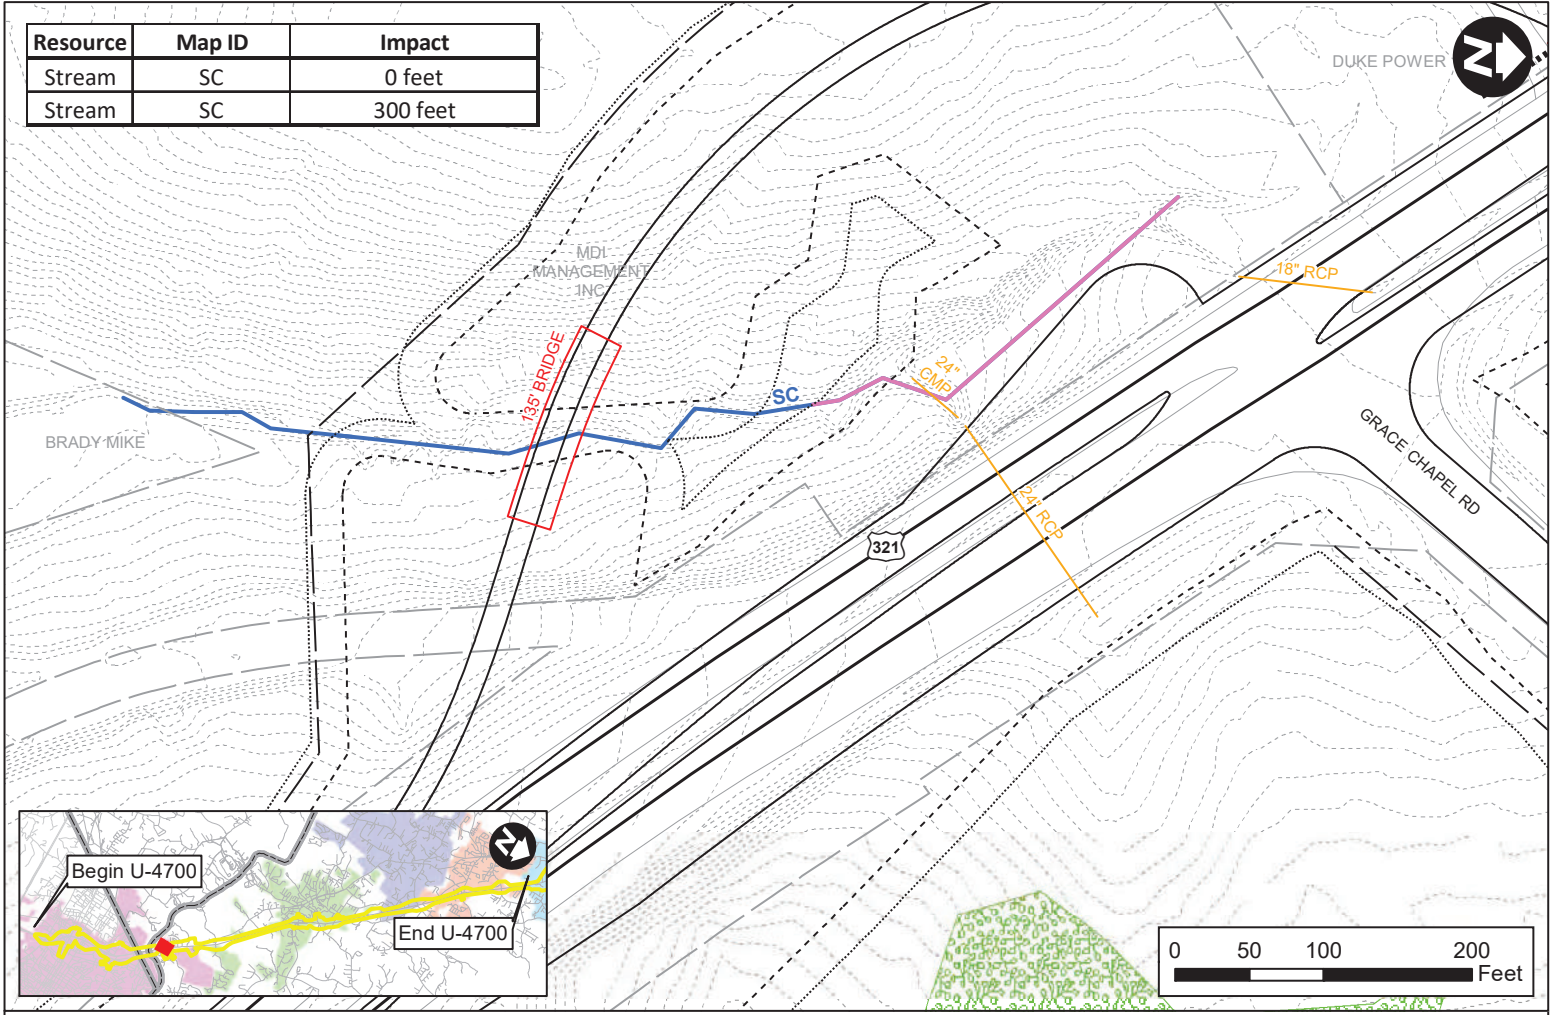 Resource Map ID Impact
Stream SC 0 feet
Stream SC 300 feet
DUKE POWER
N
MDI
MANAGEMENT
INC
18" RCP
135' BRIDGE
24"
CMP
SC
BRADY MIKE
GRACE CHAPEL RD
24" RCP
321
N
Begin U-4700
End U-4700
0 50 100 200
Feet